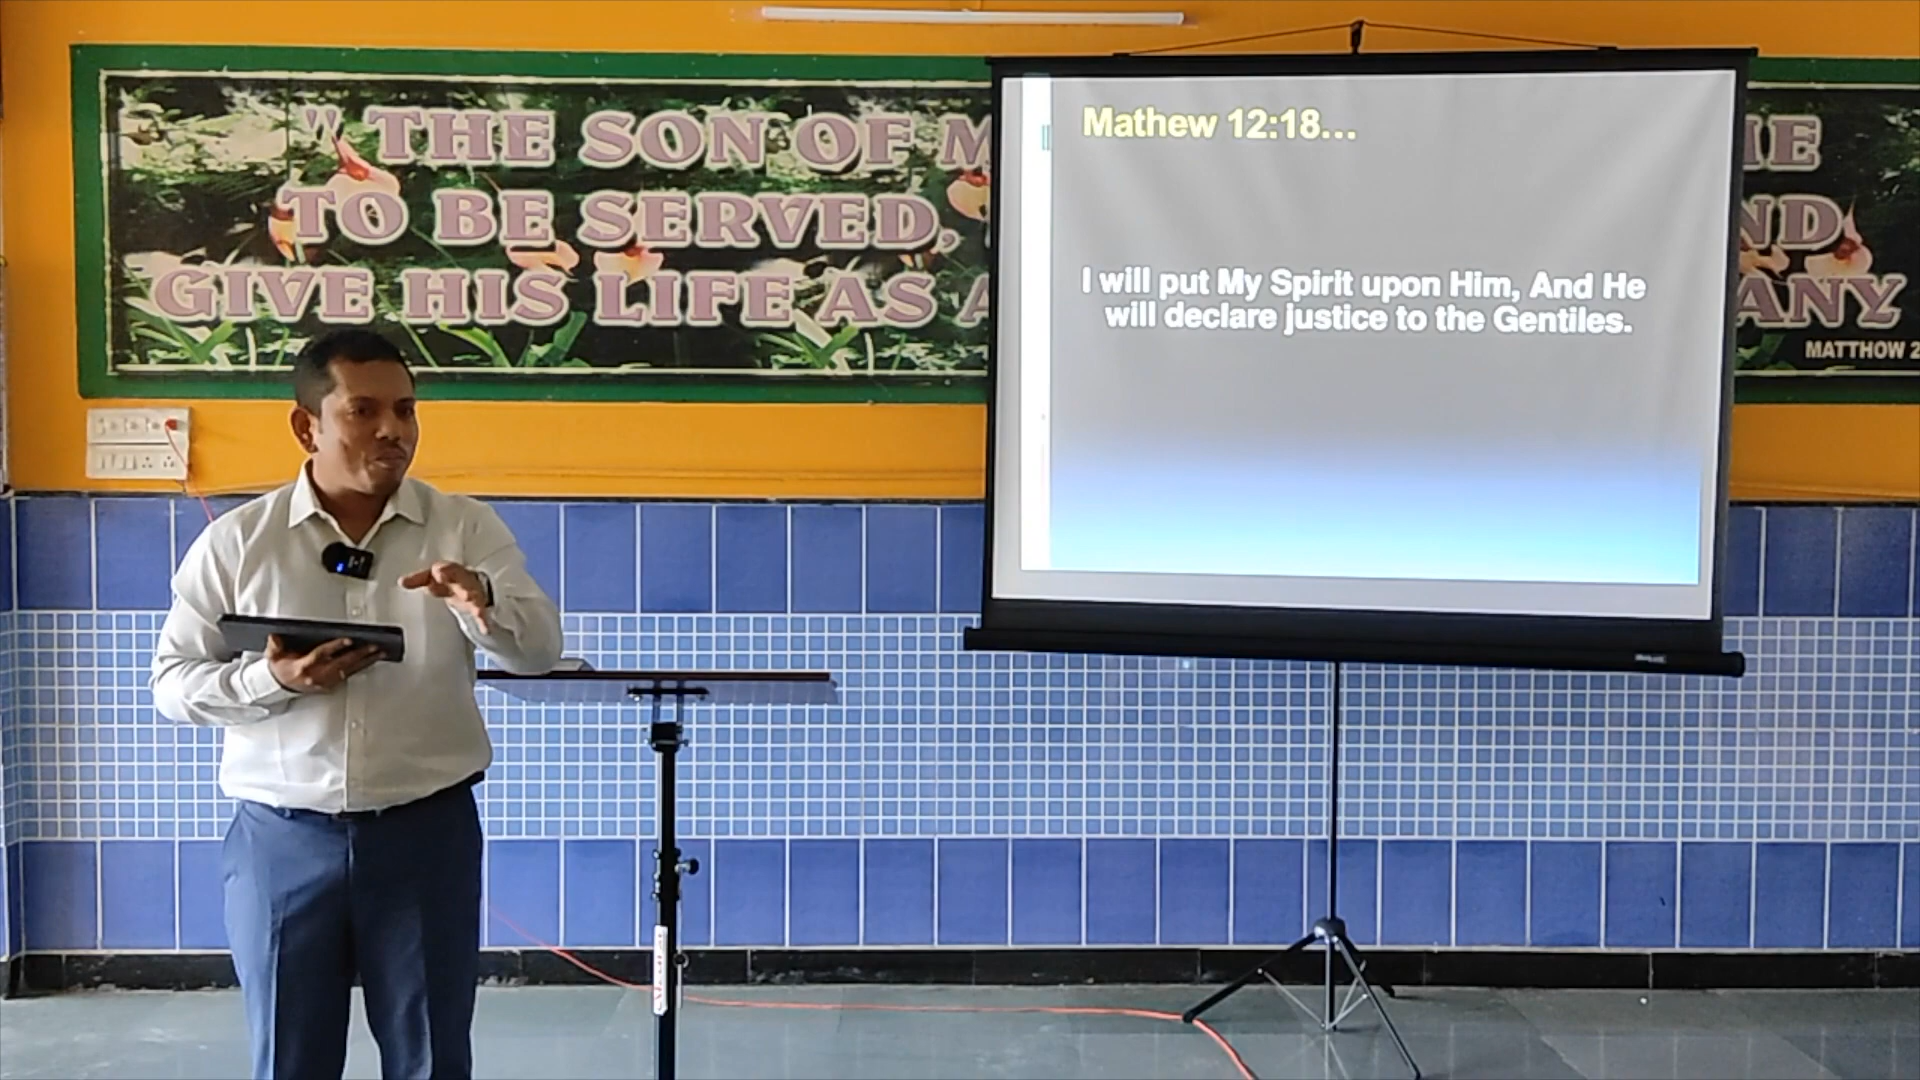 " THE SON OF
TO BE SERVED,
GIVE HIS LIFE AS
ND
ANY
MATTHOW 2
Mathew 12:18...
I will put My Spirit upon Him, And He
will declare justice to the Gentiles.